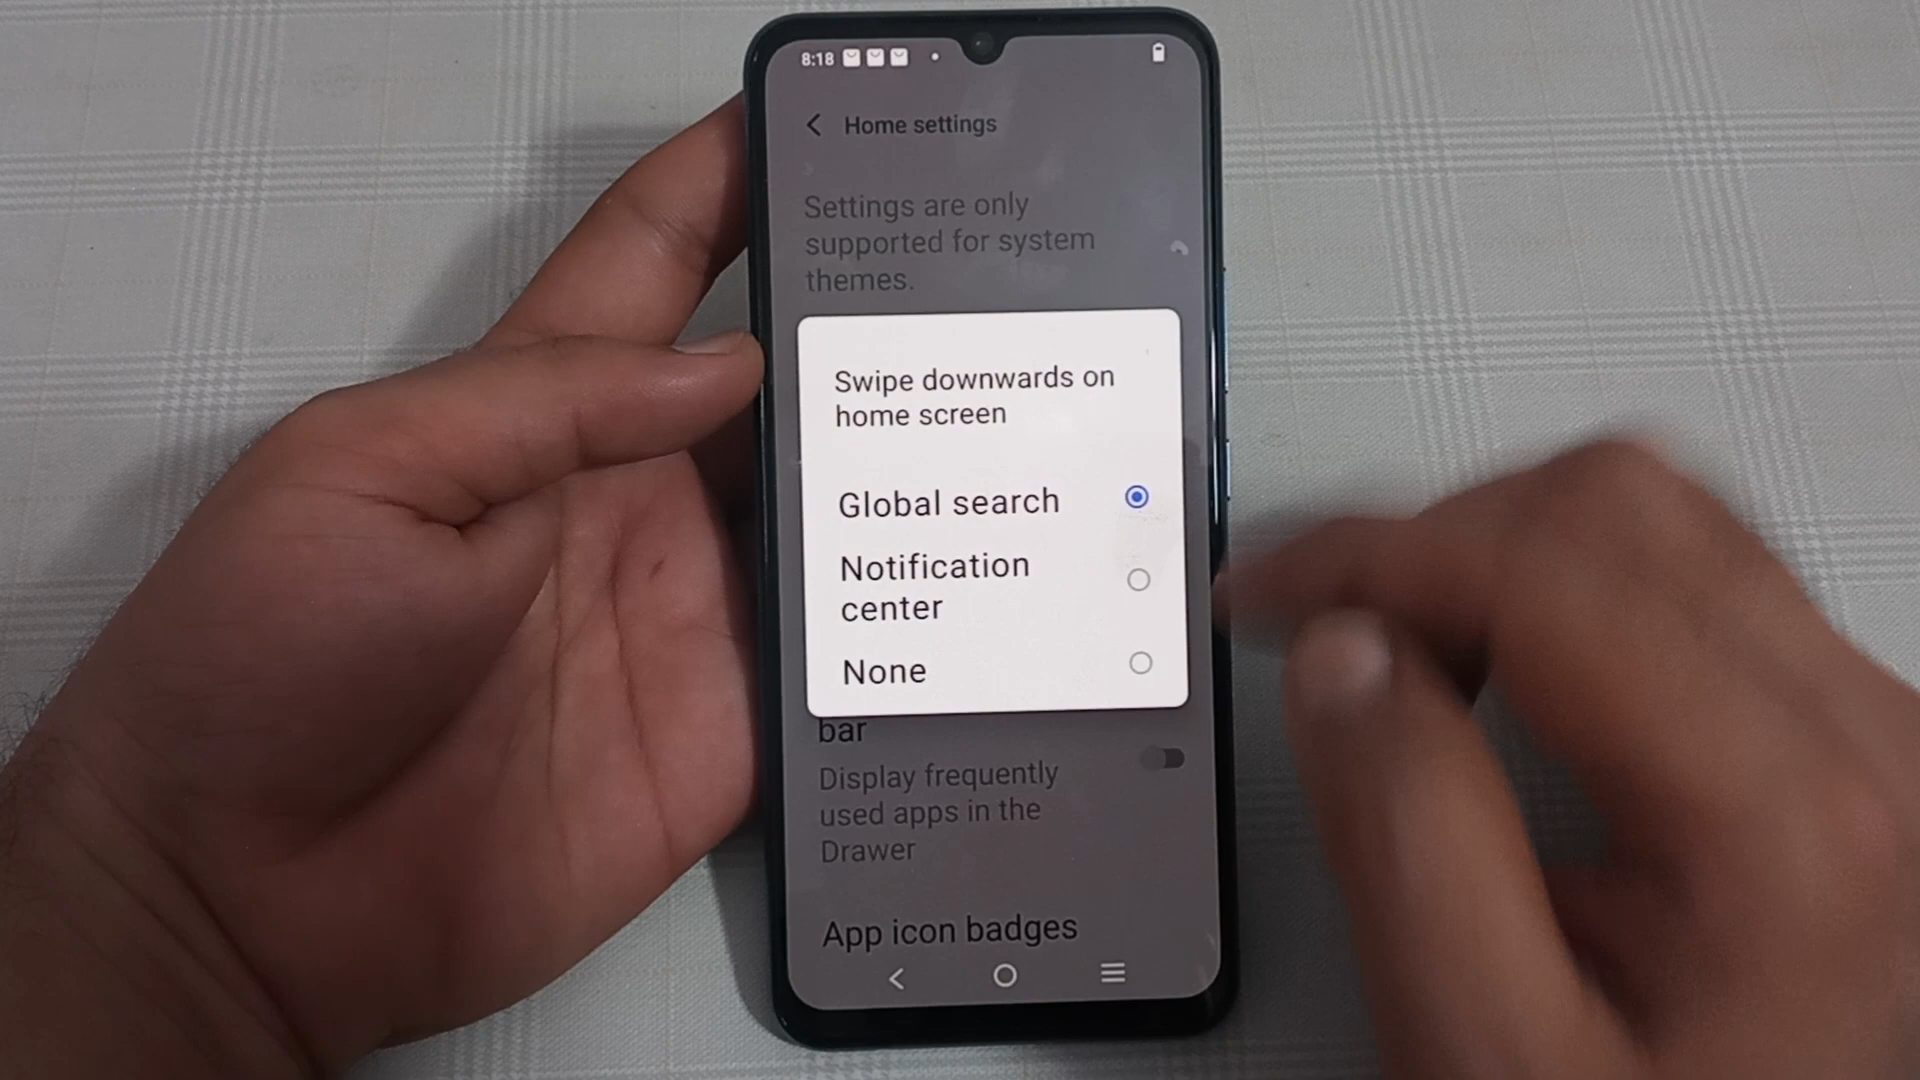 8:18
Home settings
Settings are only
supported for system
themes.
Swipe downwards on
home screen
Global search
Notification
center
None
bar
Display frequently
used apps in the
Drawer
App icon badges